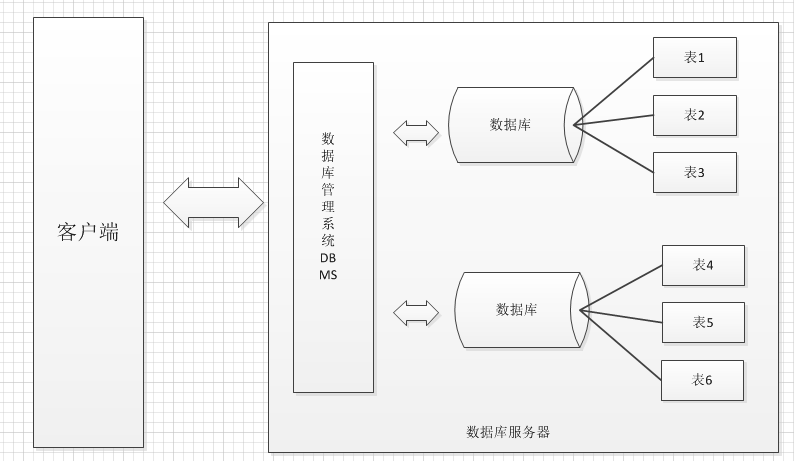 客户端
数
据
库
管
理
系
统
DB
MS
数据库
表1
表2
表3
数据库
表4
表5
表6
数据库服务器